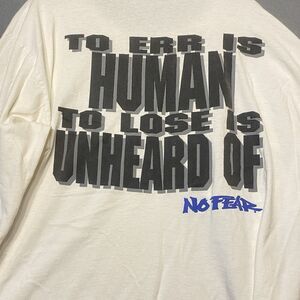 TO ERR IS
HUMAN
TO LOSE IS
UNHEARD OF
NO FEAR